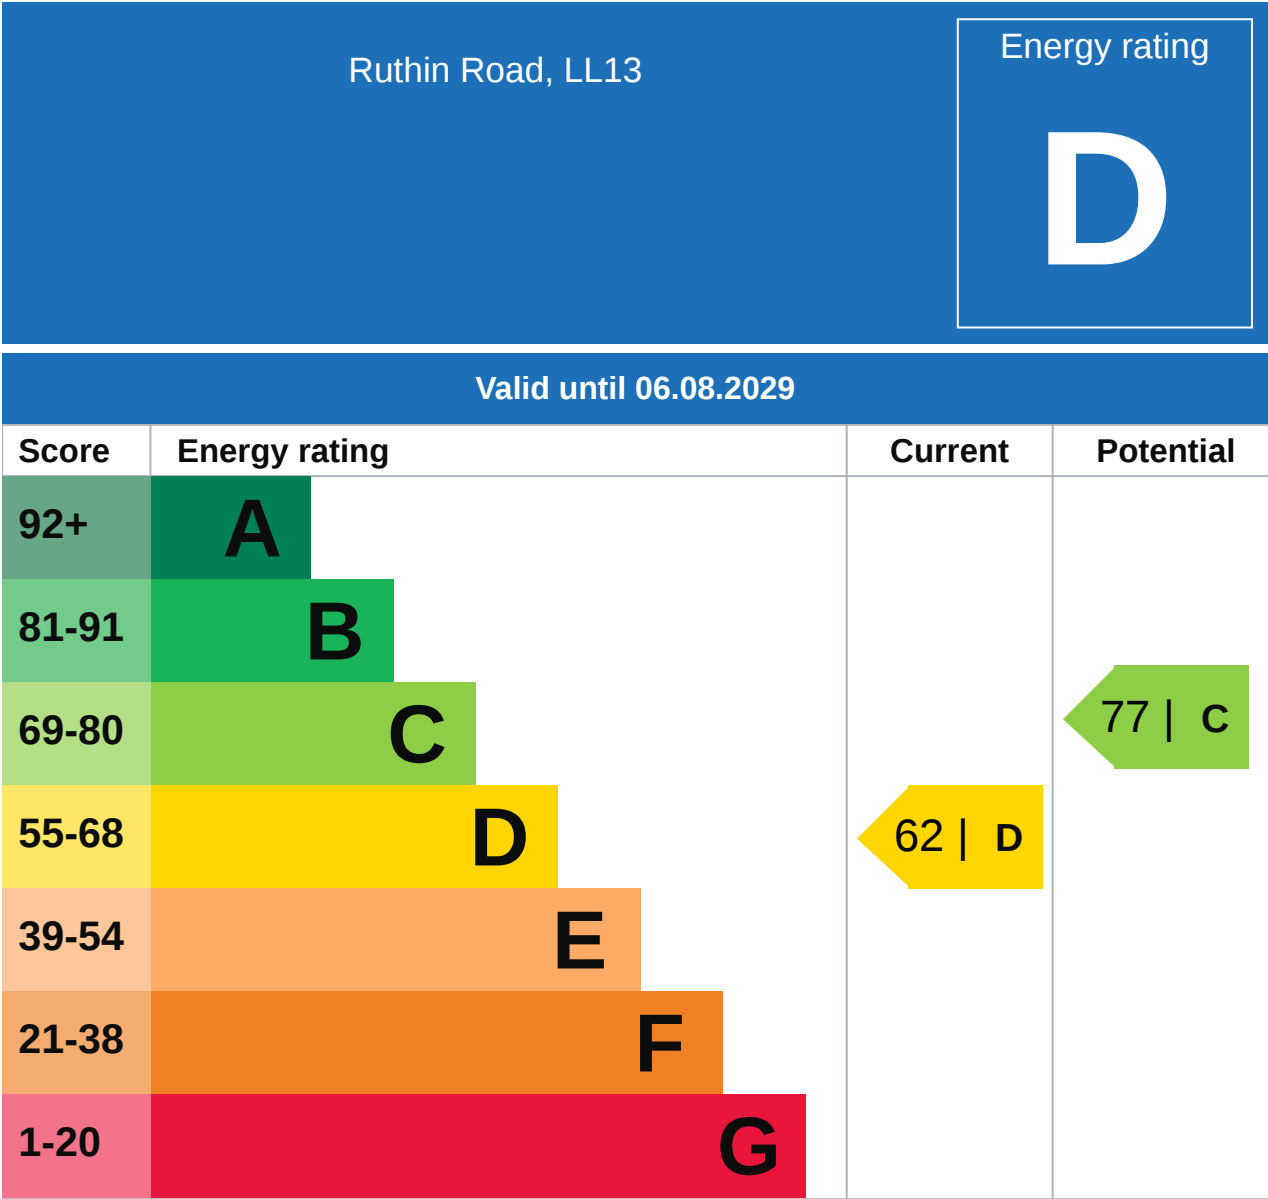 Ruthin Road, LL13
Energy rating
D
Valid until 06.08.2029
Score Energy rating Current Potential
92+ A
81-91 B
69-80 C
77 | C
55-68 D
62 | D
39-54 E
21-38 F
1-20 G